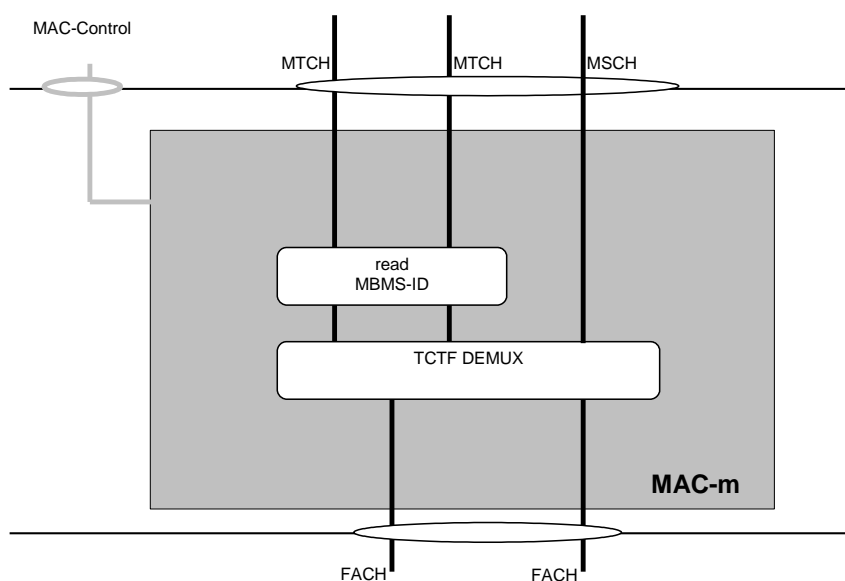 MAC-Control
MTCH
MTCH
MSCH
read
MBMS-ID
TCTF DEMUX
MAC-m
FACH
FACH